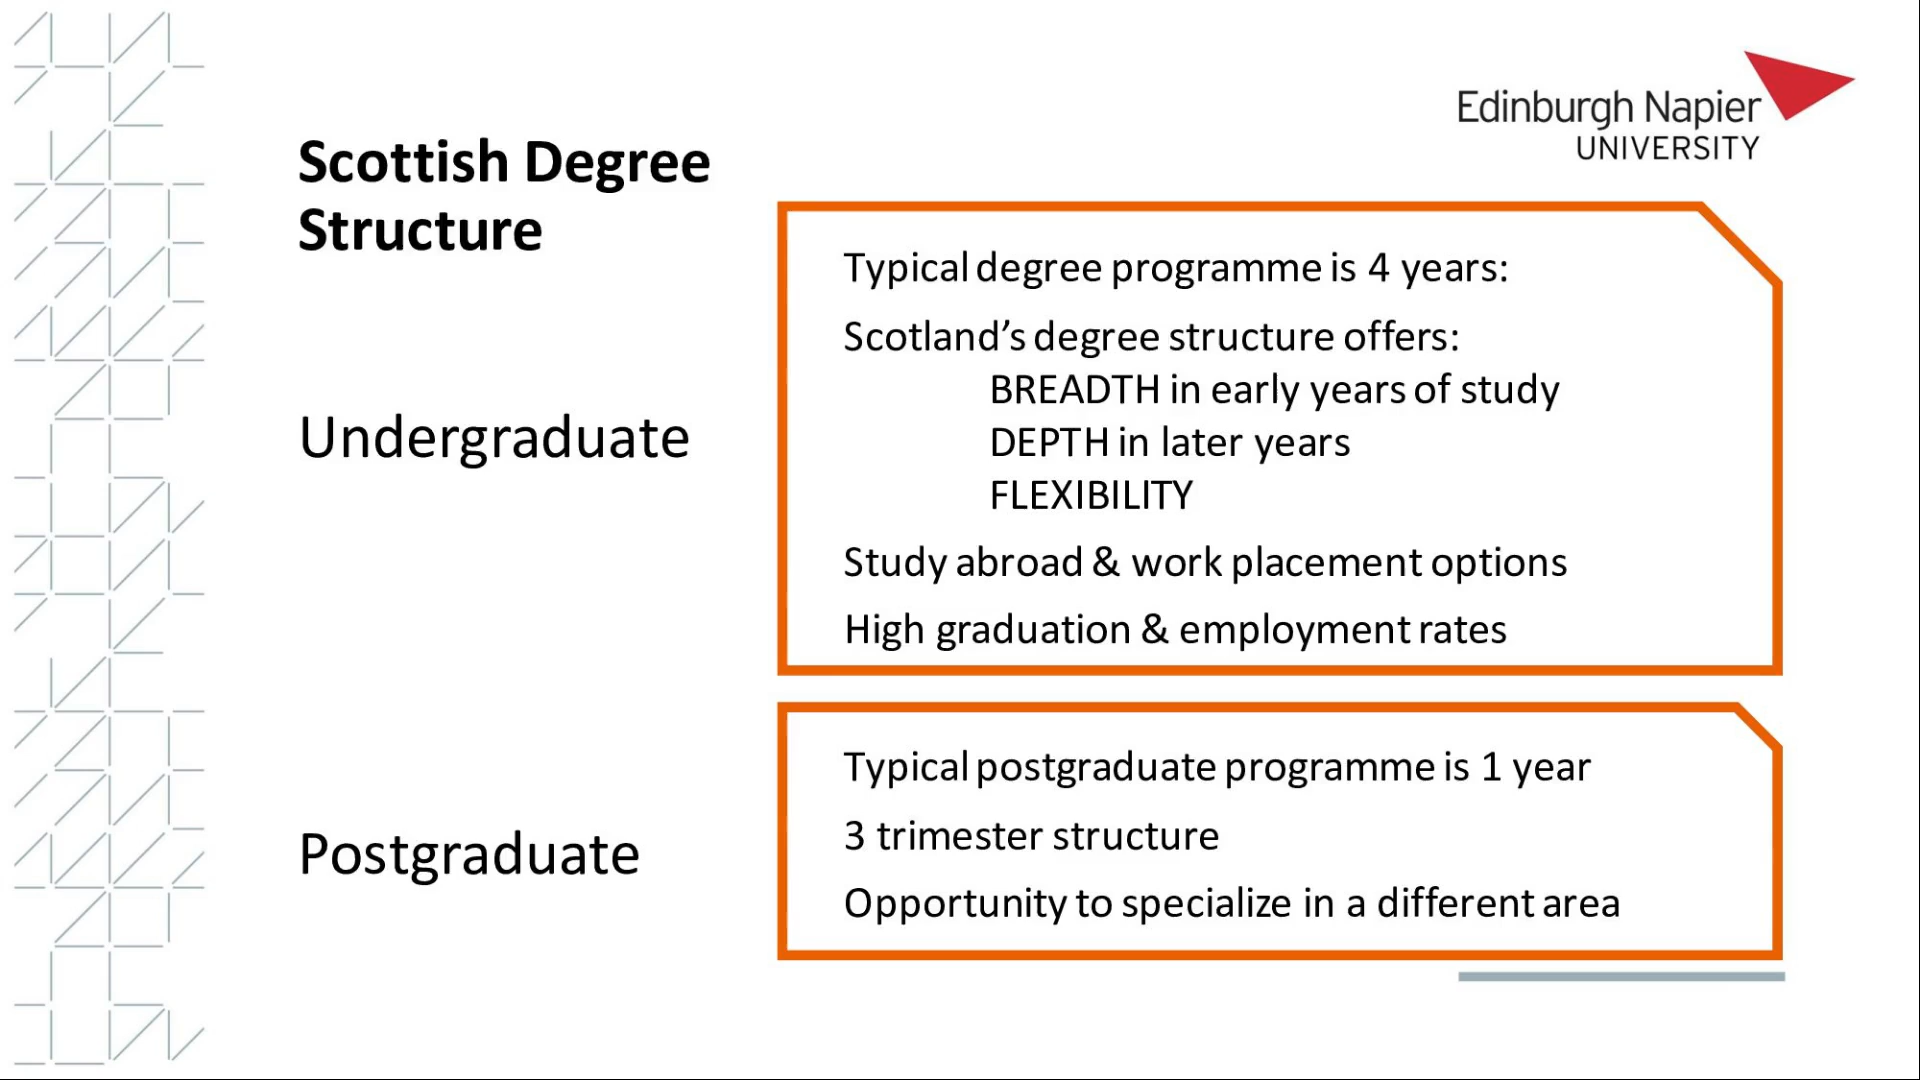 Edinburgh Napier
UNIVERSITY
Scottish Degree
Structure
Undergraduate
Typical degree programme is 4 years:
Scotland’s degree structure offers:
BREADTH in early years of study
DEPTH in later years
FLEXIBILITY
Study abroad & work placement options
High graduation & employment rates
Postgraduate
Typical postgraduate programme is 1 year
3 trimester structure
Opportunity to specialize in a different area